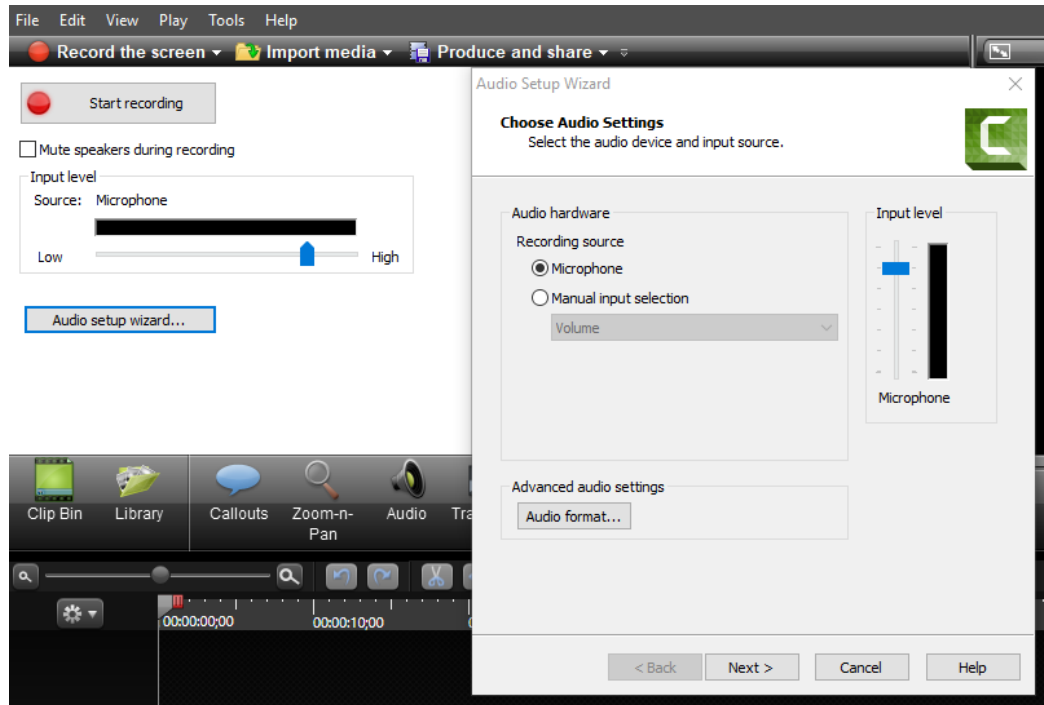 File Edit View Play Tools Help
Record the screen Import media Produce and share
Start recording
Mute speakers during recording
Input level
Source: Microphone
Low High
Audio setup wizard...
Clip Bin Library Callouts Zoom-n-Pan Audio
00:00:00;00 00:00:10;00
Audio Setup Wizard
Choose Audio Settings
Select the audio device and input source.
Audio hardware
Recording source
Microphone
Manual input selection
Volume
Input level
Microphone
Advanced audio settings
Audio format...
< Back Next > Cancel Help